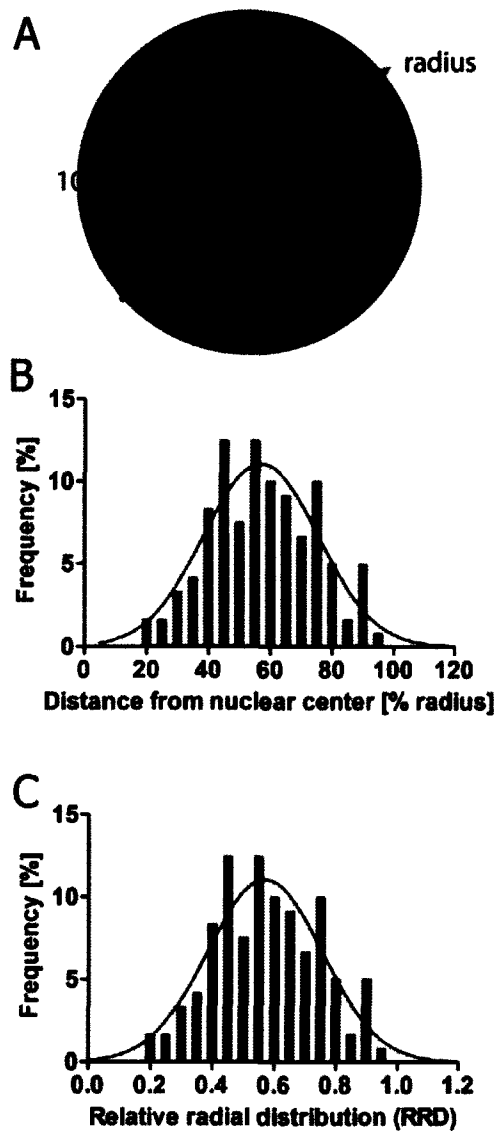 A
radius
10
B
15
10
5
0
Frequency [%]
0 20 40 60 80 100 120
Distance from nuclear center [% radius]
C
15
10
5
0
Frequency [%]
0.0 0.2 0.4 0.6 0.8 1.0 1.2
Relative radial distribution (RRD)